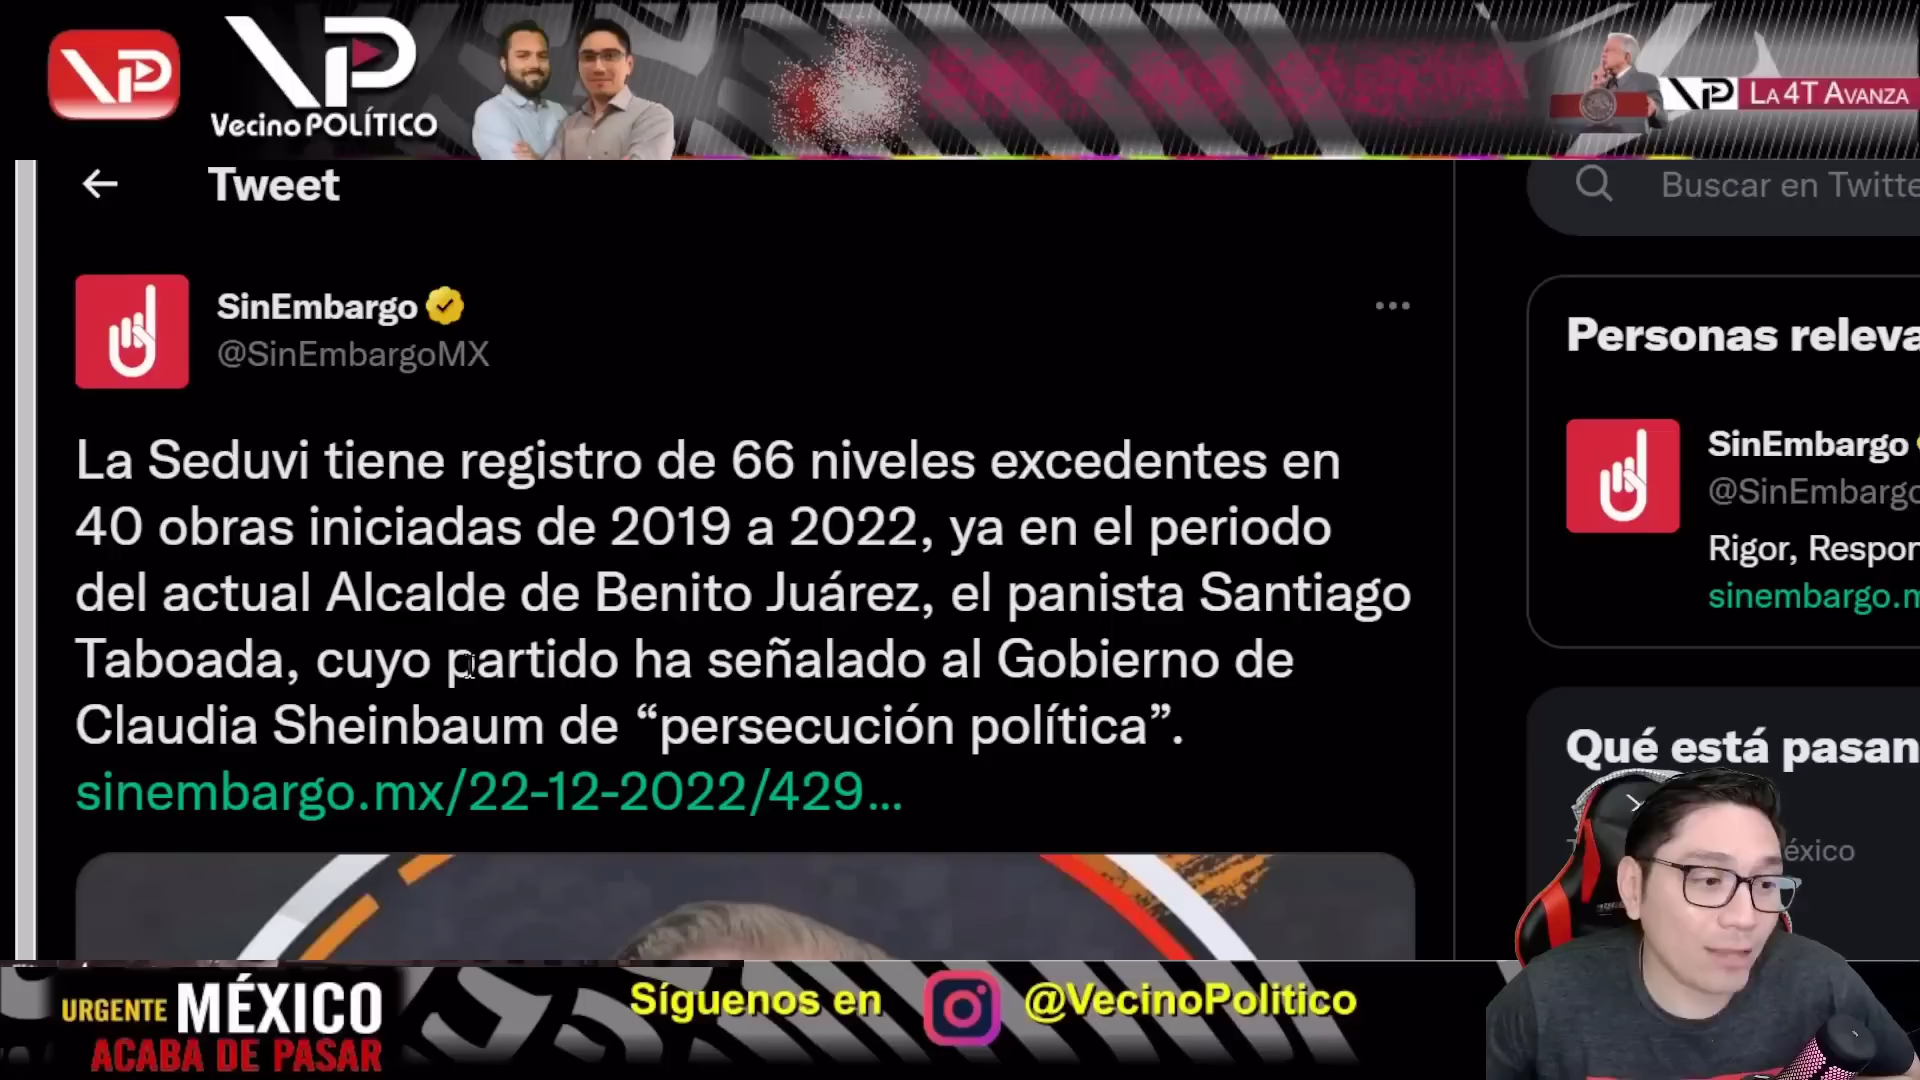 VP
VP
Vecino POLÍTICO
VP LA 4T AVANZA
Tweet
Buscar en Twitte
SinEmbargo
@SinEmbargoMX
Personas releva
La Seduvi tiene registro de 66 niveles excedentes en
40 obras iniciadas de 2019 a 2022, ya en el periodo
del actual Alcalde de Benito Juárez, el panista Santiago
Taboada, cuyo partido ha señalado al Gobierno de
Claudia Sheinbaum de “persecución política”.
sinembargo.mx/22-12-2022/429...
SinEmbargo
@SinEmbargo
Rigor, Respon
sinembargo.m
Qué está pasan
éxico
URGENTE MÉXICO
ACABA DE PASAR
Síguenos en @VecinoPolitico